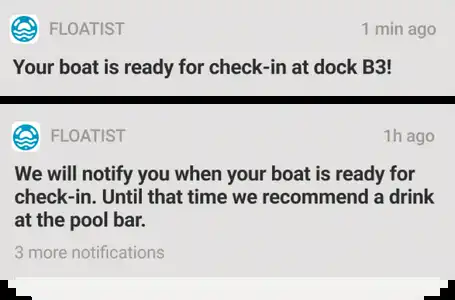 FLOATIST 1 min ago
Your boat is ready for check-in at dock B3!
FLOATIST 1h ago
We will notify you when your boat is ready for
check-in. Until that time we recommend a drink
at the pool bar.
3 more notifications